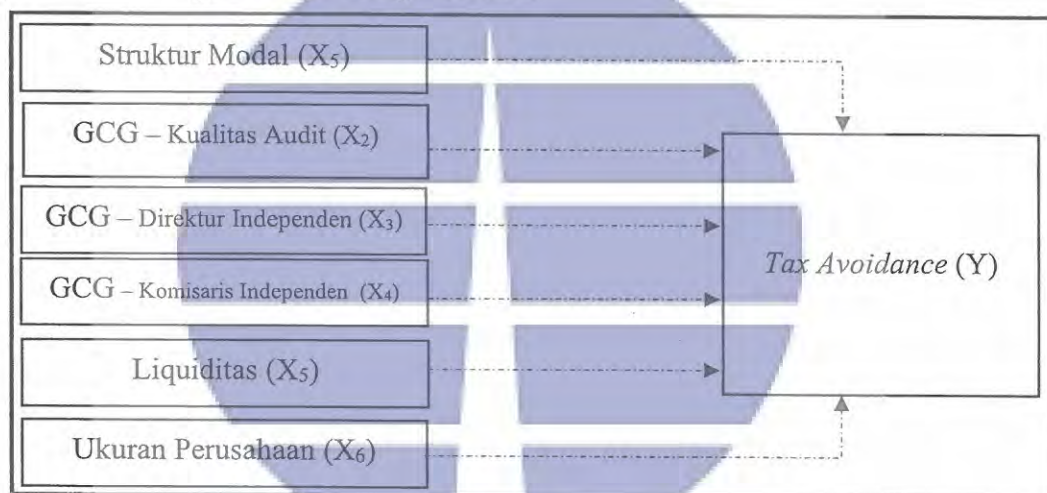 Struktur Modal (X₅)
GCG – Kualitas Audit (X₂)
GCG – Direktur Independen (X₃)
GCG – Komisaris Independen (X₄)
Liquiditas (X₅)
Ukuran Perusahaan (X₆)
Tax Avoidance (Y)